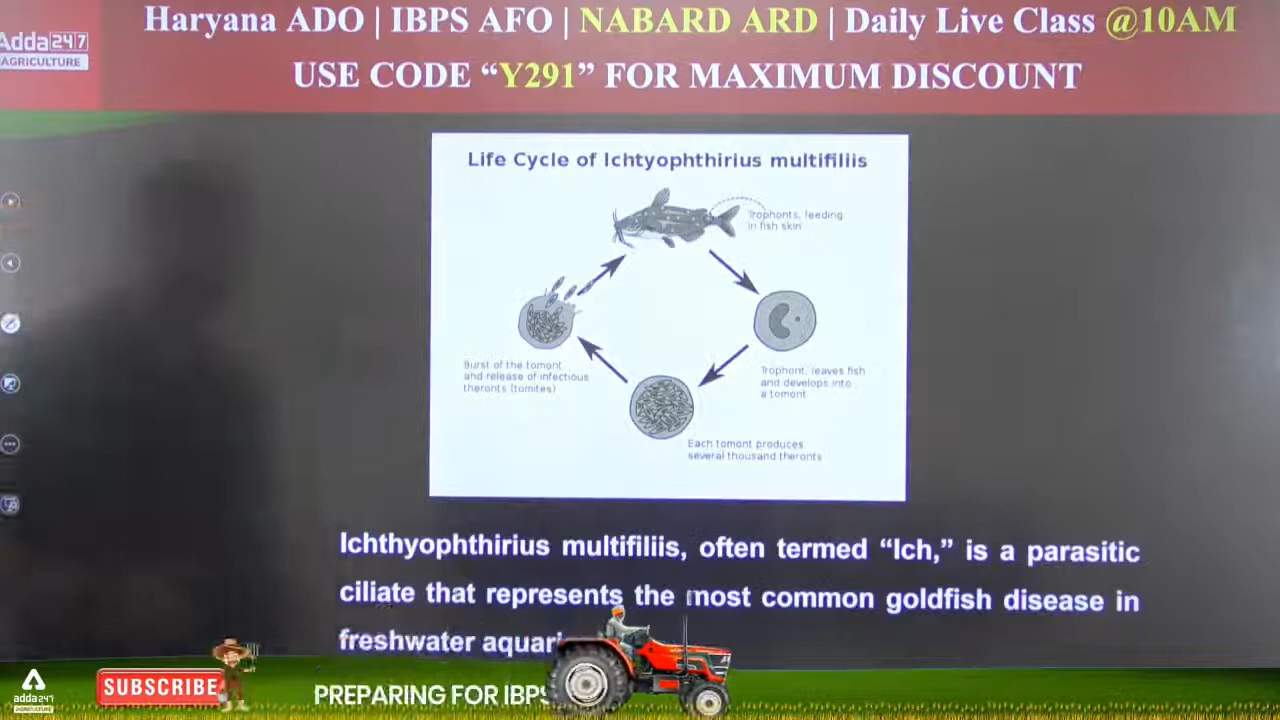 Haryana ADO | IBPS AFO | NABARD ARD | Daily Live Class @10AM
Adda247
AGRICULTURE
USE CODE “Y291” FOR MAXIMUM DISCOUNT
Life Cycle of Ichtyophthirius multifiliis
Trophonts, feeding
in fish skin
Burst of the tomont
and release of infectious
theronts (tomites)
Trophont, leaves fish
and develops into
a tomont
Each tomont produces
several thousand theronts
Ichthyophthirius multifiliis, often termed “Ich,” is a parasitic
ciliate that represents the most common goldfish disease in
freshwater
SUBSCRIBE
PREPARING FOR IBPS
adda247
AGRICULTURE